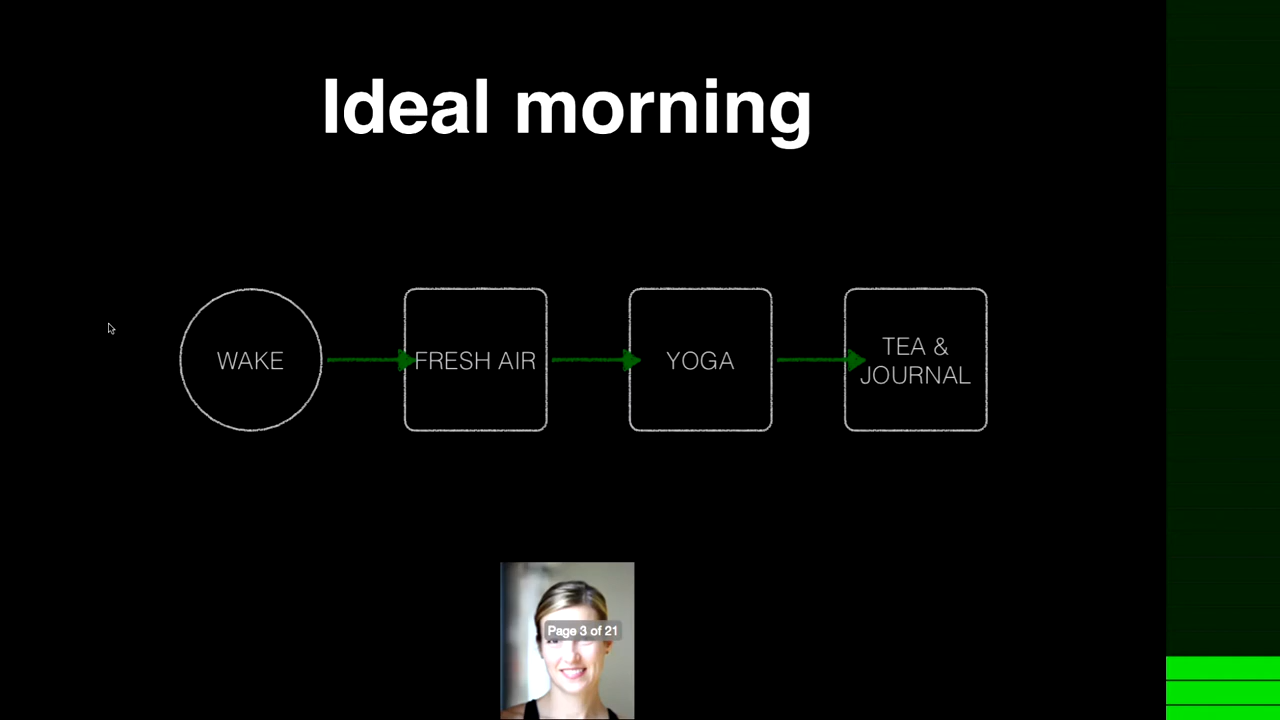 Ideal morning
WAKE
FRESH AIR
YOGA
TEA &
JOURNAL
Page 3 of 21